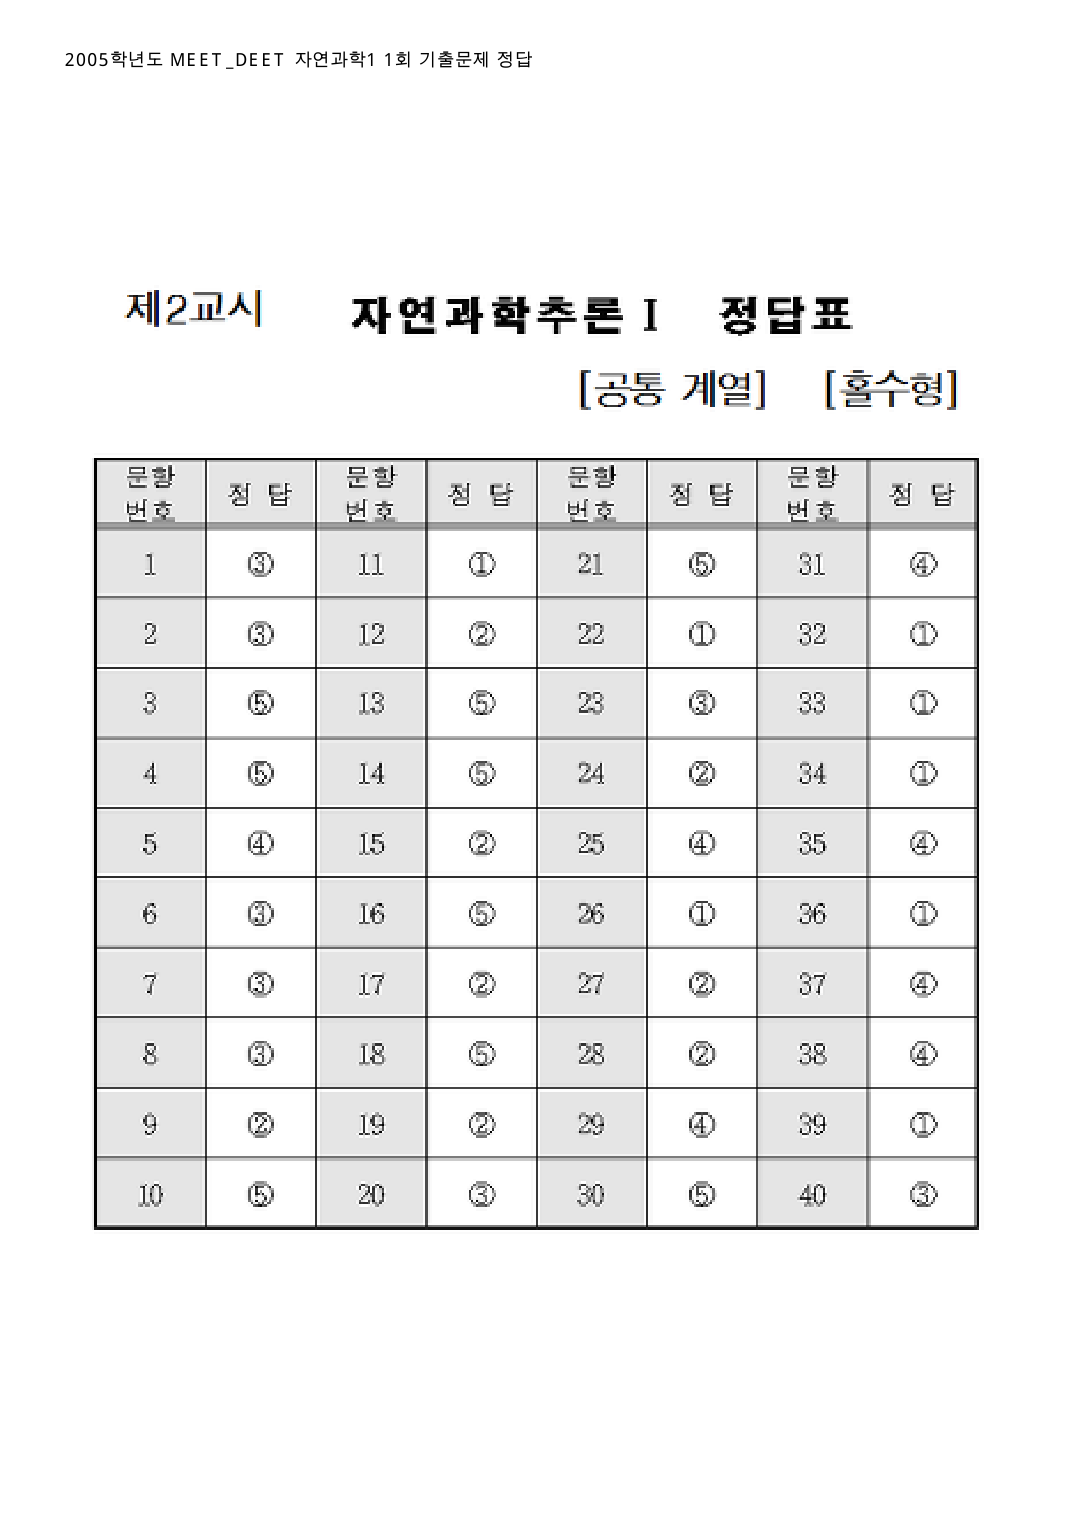 2005학년도 MEET_DEET 자연과학1 1회 기출문제 정답
제2교시 자연과학추론 I 정답표
[공통 계열] [홀수형]
문항 번호 정 답 문항 번호 정 답 문항 번호 정 답 문항 번호 정 답
1 ③ 11 ① 21 ⑤ 31 ④
2 ③ 12 ② 22 ① 32 ①
3 ⑤ 13 ⑤ 23 ③ 33 ①
4 ⑤ 14 ⑤ 24 ② 34 ①
5 ④ 15 ② 25 ④ 35 ④
6 ③ 16 ⑤ 26 ① 36 ①
7 ③ 17 ② 27 ② 37 ④
8 ③ 18 ⑤ 28 ② 38 ④
9 ② 19 ② 29 ④ 39 ①
10 ⑤ 20 ③ 30 ⑤ 40 ③